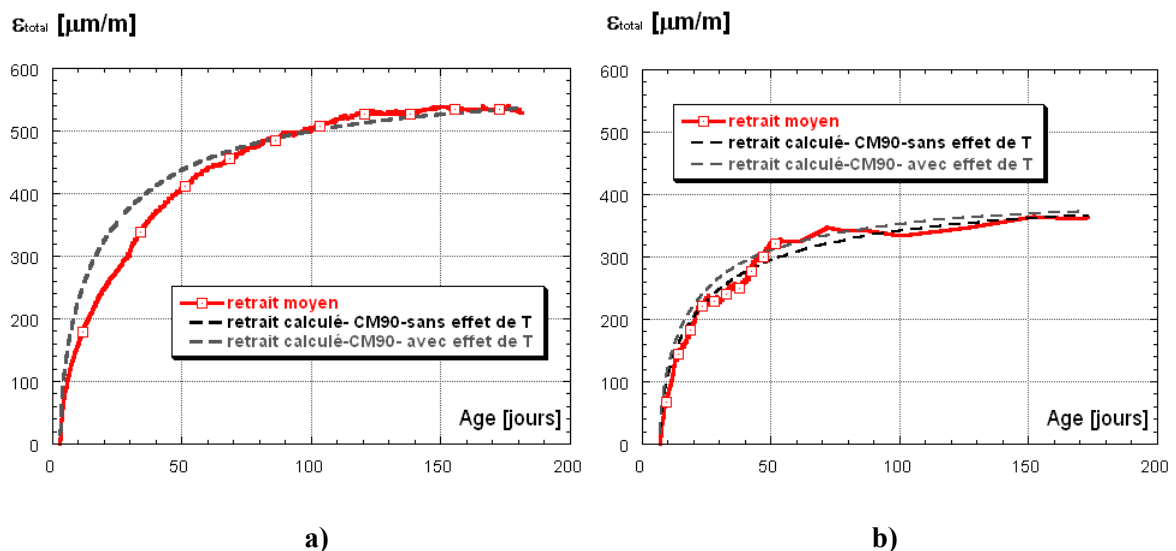 εtotal [µm/m]
600
500
400
300
200
100
0
retrait moyen
retrait calculé- CM90-sans effet de T
retrait calculé-CM90- avec effet de T
Age [jours]
0 50 100 150 200
a)
εtotal [µm/m]
600
500
400
300
200
100
0
retrait moyen
retrait calculé- CM90-sans effet de T
retrait calculé-CM90- avec effet de T
Age [jours]
0 50 100 150 200
b)